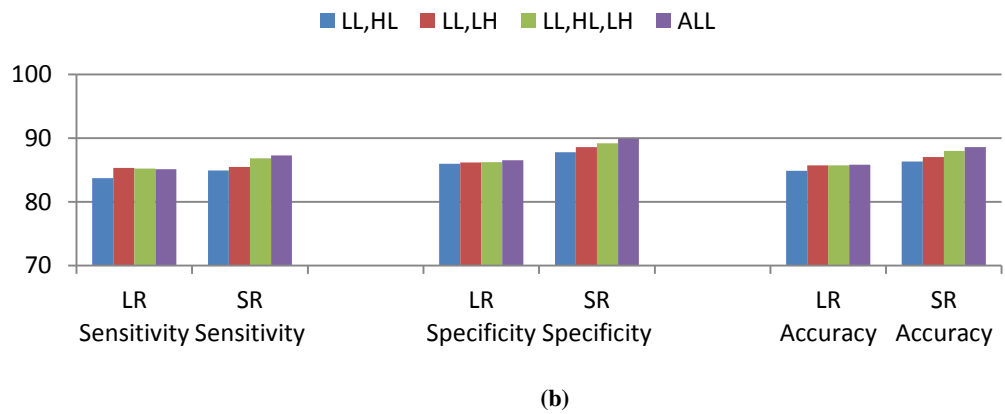 LL,HL LL,LH LL,HL,LH ALL
100
90
80
70
LR SR LR SR LR SR
Sensitivity Sensitivity Specificity Specificity Accuracy Accuracy
(b)